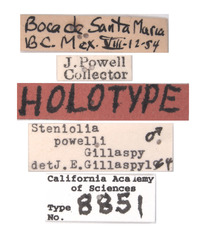 Boca de Santa Maria
B.C. Mex. VIII-12-54
J. Powell
Collector
HOLOTYPE
Steniolia ♂
powelli
Gillaspy
det J.E. Gillaspy 1964
California Academy
of Sciences
Type
No. 8851